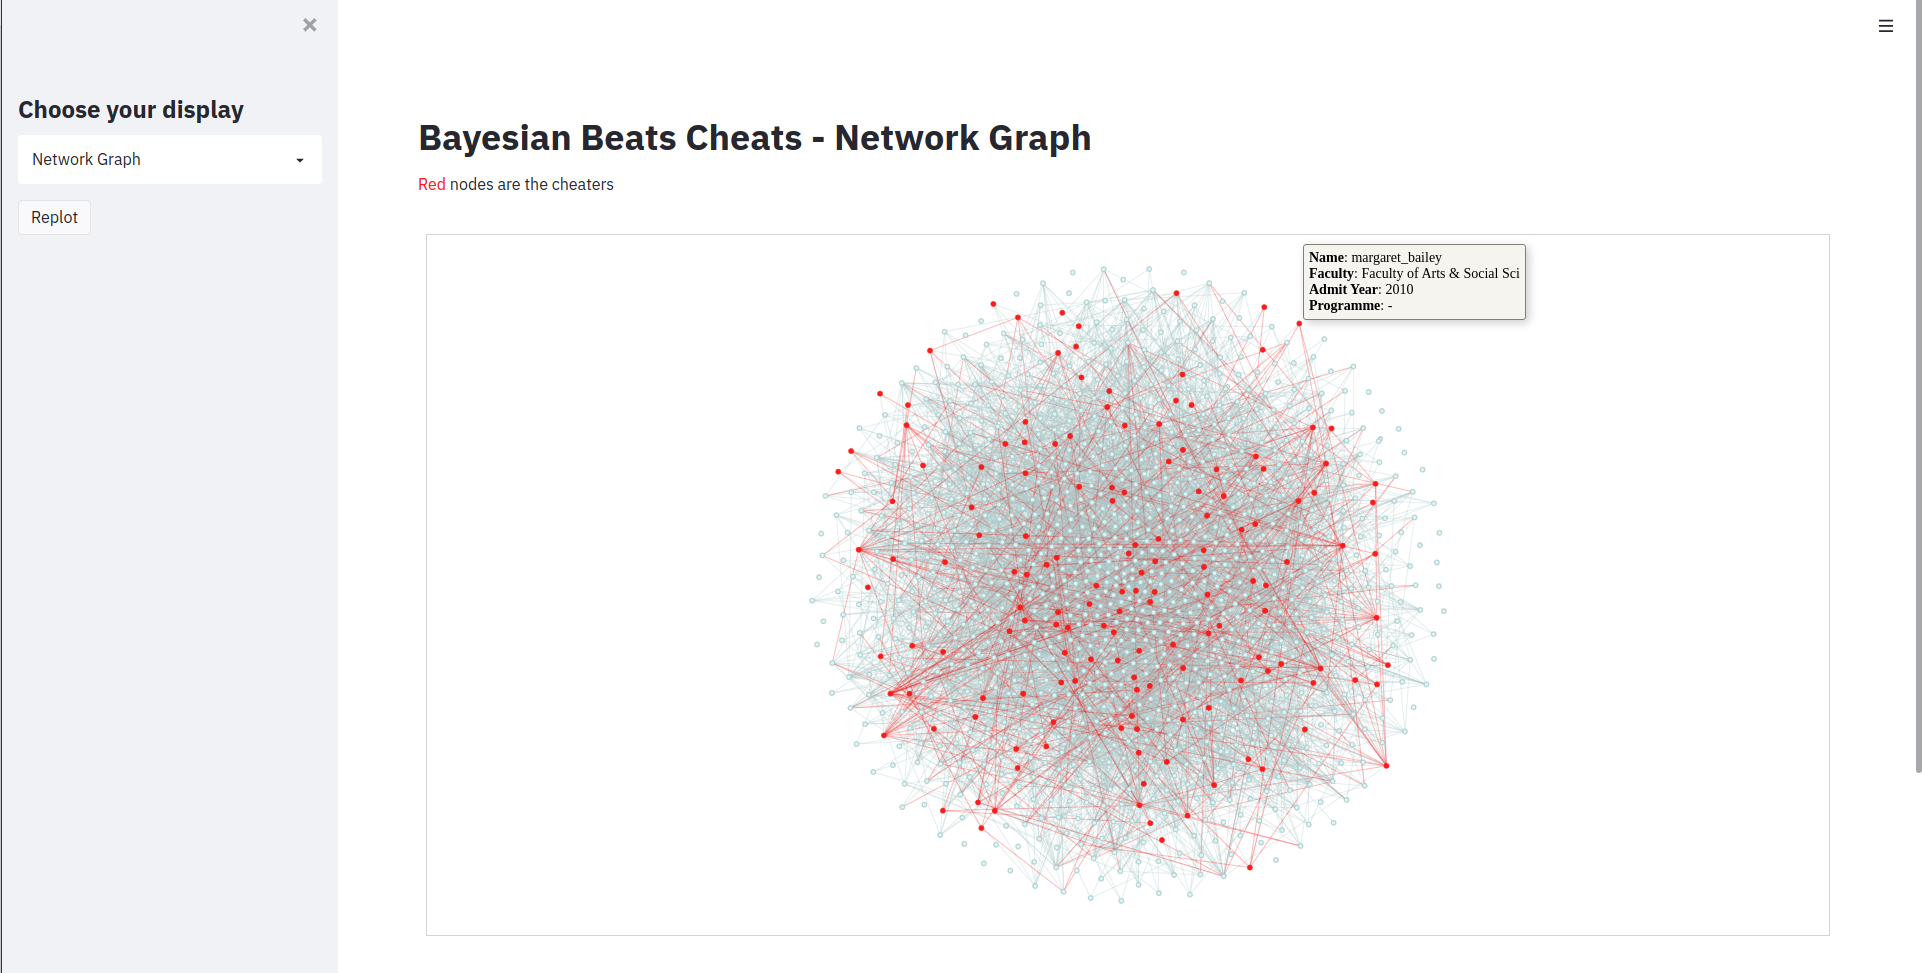 ×
Choose your display
Network Graph
Replot
Bayesian Beats Cheats - Network Graph
Red nodes are the cheaters
Name: margaret_bailey
Faculty: Faculty of Arts & Social Sci
Admit Year: 2010
Programme: -